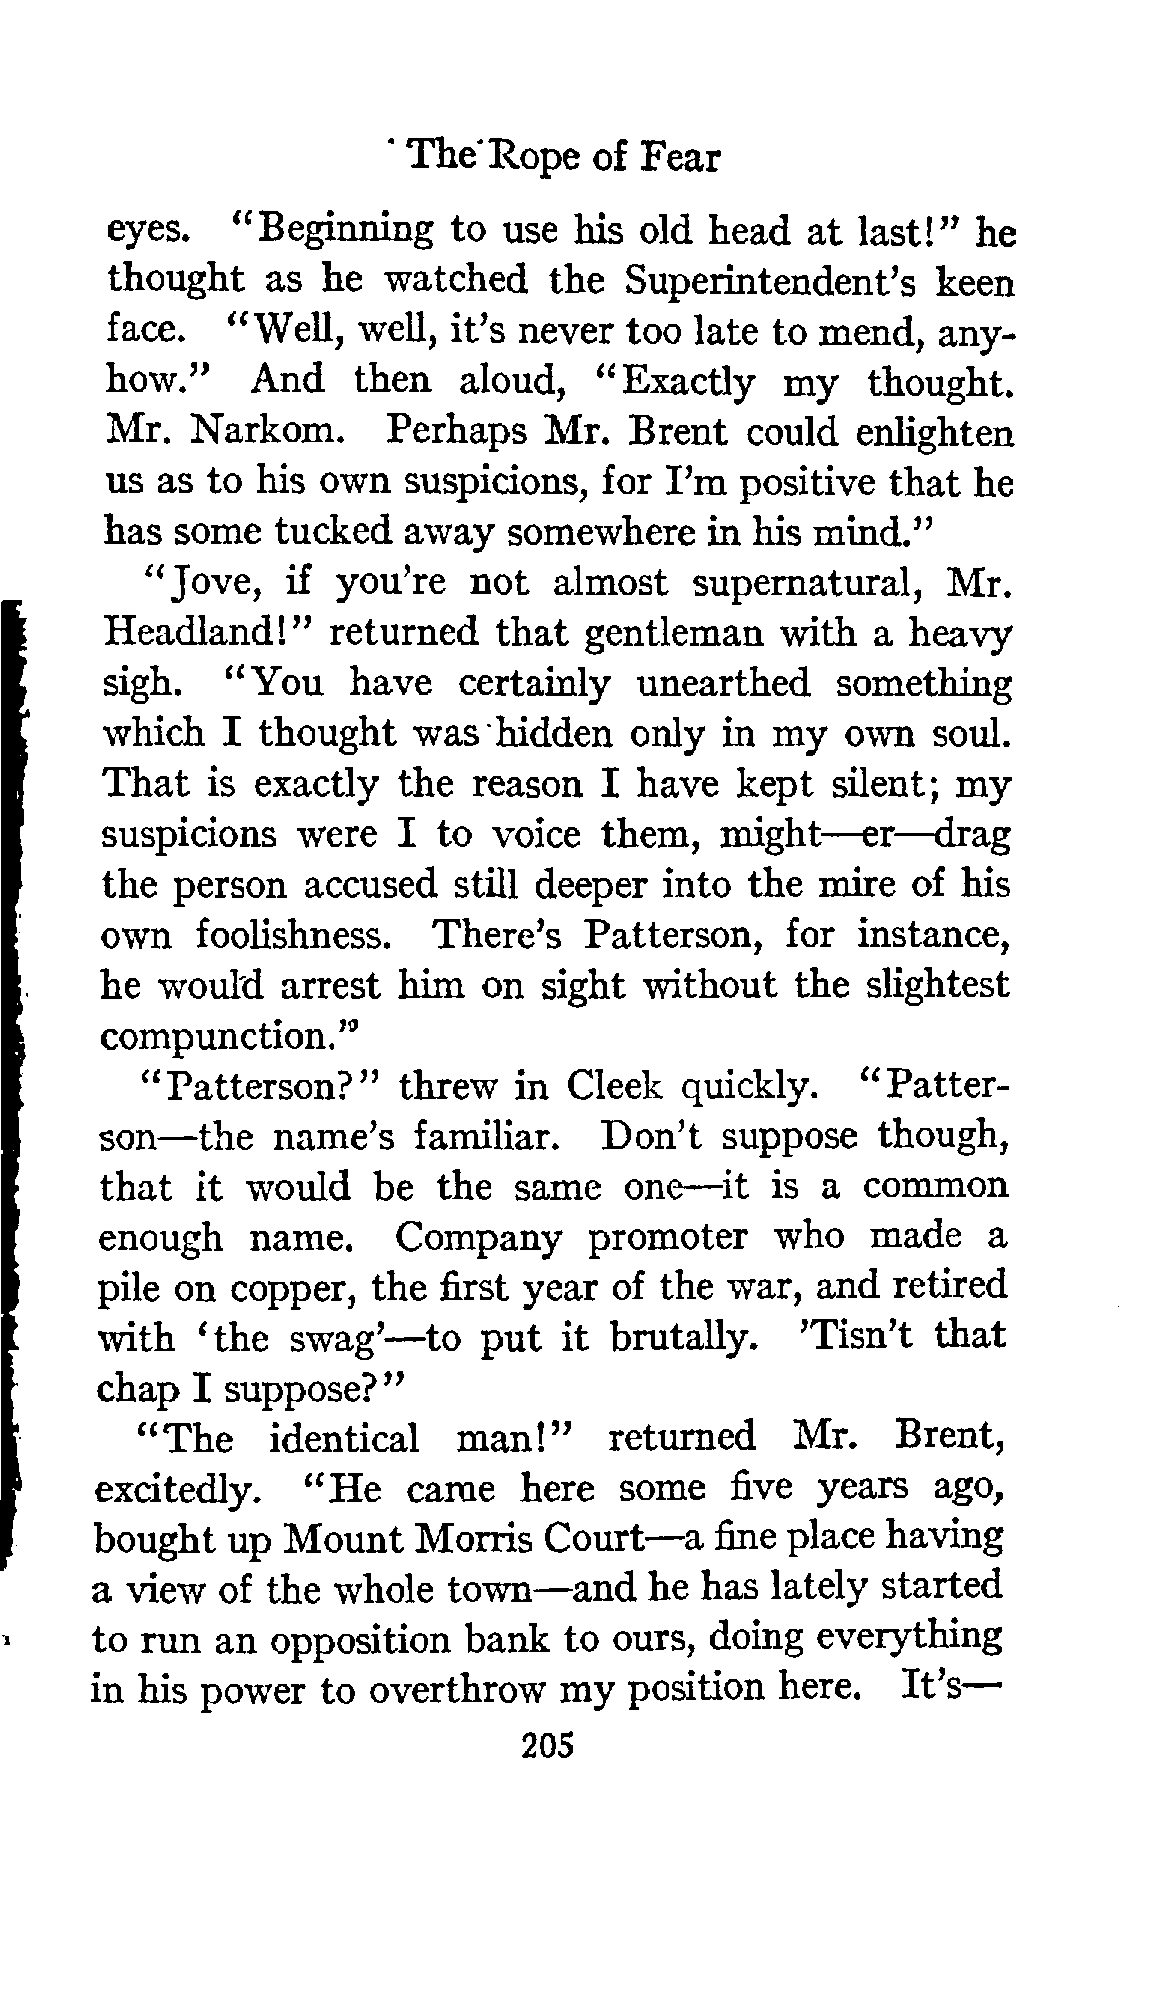 The Rope of Fear
eyes. "Beginning to use his old head at last!" he
thought as he watched the Superintendent's keen
face. "Well, well, it's never too late to mend, any-
how." And then aloud, "Exactly my thought.
Mr. Narkom. Perhaps Mr. Brent could enlighten
us as to his own suspicions, for I'm positive that he
has some tucked away somewhere in his mind."
"Jove, if you're not almost supernatural, Mr.
Headland!" returned that gentleman with a heavy
sigh. "You have certainly unearthed something
which I thought was hidden only in my own soul.
That is exactly the reason I have kept silent; my
suspicions were I to voice them, might—er—drag
the person accused still deeper into the mire of his
own foolishness. There's Patterson, for instance,
he would arrest him on sight without the slightest
compunction."
"Patterson?" threw in Cleek quickly. "Patter-
son—the name's familiar. Don't suppose though,
that it would be the same one—it is a common
enough name. Company promoter who made a
pile on copper, the first year of the war, and retired
with 'the swag'—to put it brutally. 'Tisn't that
chap I suppose?"
"The identical man!" returned Mr. Brent,
excitedly. "He came here some five years ago,
bought up Mount Morris Court—a fine place having
a view of the whole town—and he has lately started
to run an opposition bank to ours, doing everything
in his power to overthrow my position here. It's—
205